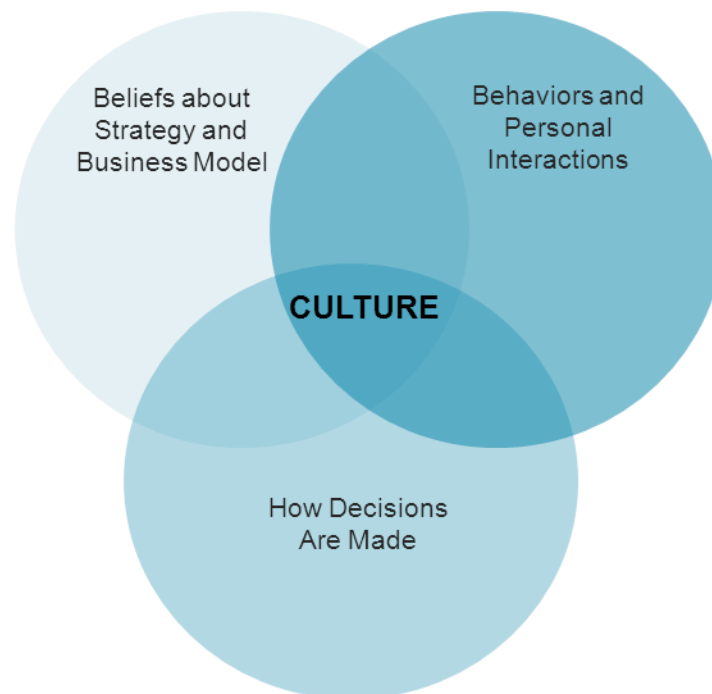 Beliefs about
Strategy and
Business Model
Behaviors and
Personal
Interactions
CULTURE
How Decisions
Are Made